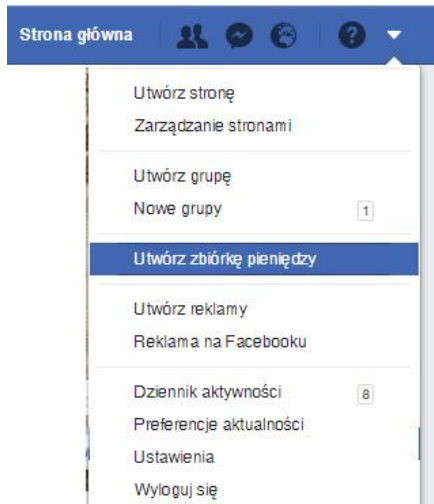 Strona główna
Utwórz stronę
Zarządzanie stronami
Utwórz grupę
Nowe grupy 1
Utwórz zbiórkę pieniędzy
Utwórz reklamy
Reklama na Facebooku
Dziennik aktywności 8
Preferencje aktualności
Ustawienia
Wyloguj się